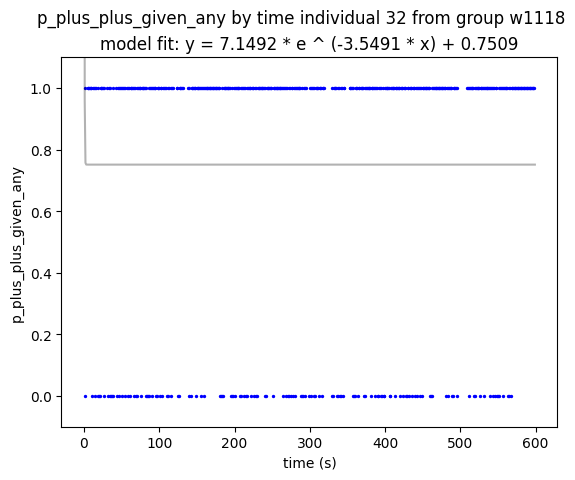 p_plus_plus_given_any by time individual 32 from group w1118
model fit: y = 7.1492 * e ^ (-3.5491 * x) + 0.7509
1.0
0.8
0.6
0.4
0.2
0.0
p_plus_plus_given_any
0 100 200 300 400 500 600
time (s)